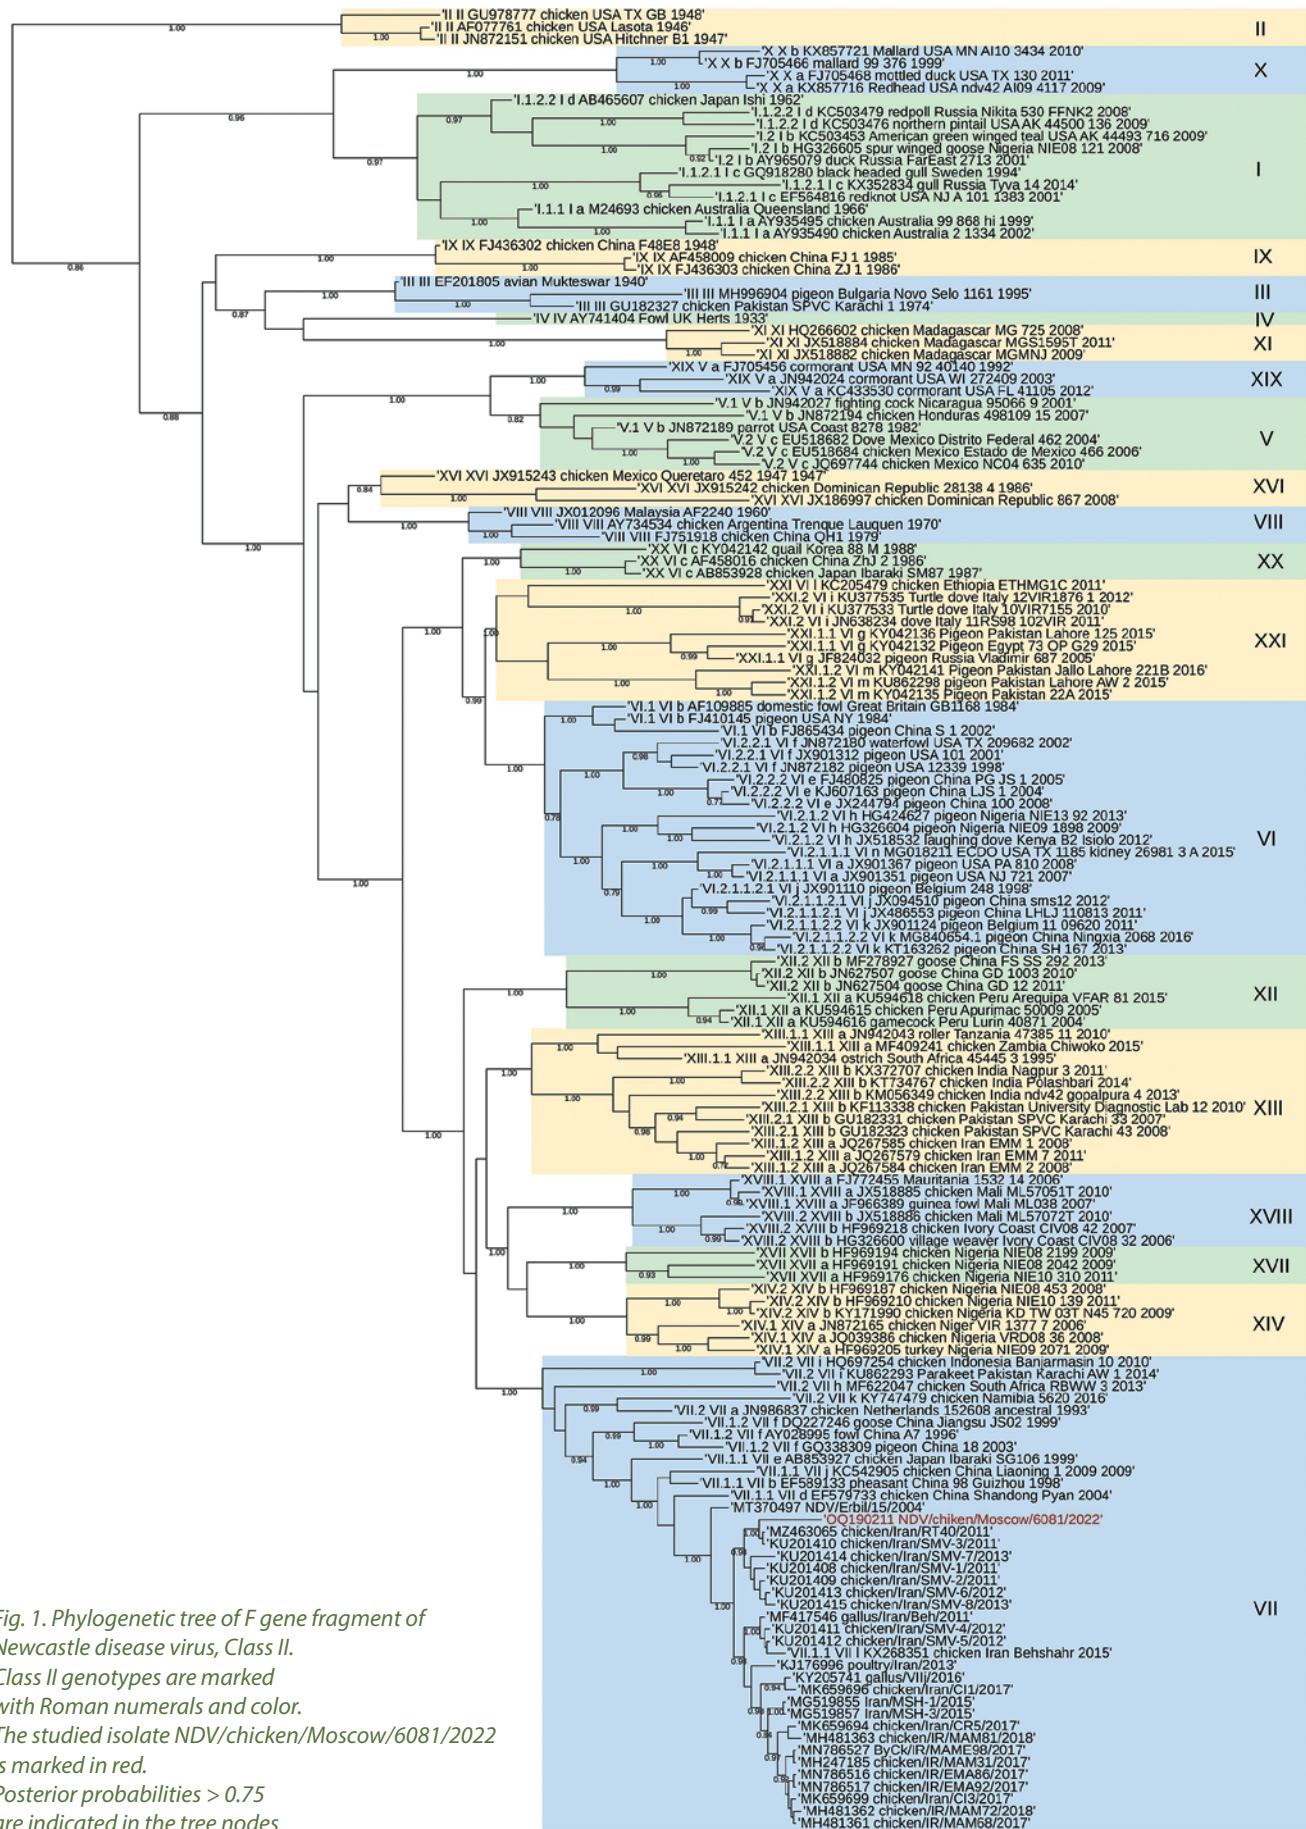 'II II GU978777 chicken USA TX GB 1948'
'II II AF077761 chicken USA Lasota 1946'
'II II JN872151 chicken USA Hitchner B1 1947'
II
'X X b KX857721 Mallard USA MN AI10 3434 2010'
'X X b FJ705466 mallard 99 376 1999'
'X X a FJ705468 mottled duck USA TX 130 2011'
'X X a KX857716 Redhead USA ndv42 AI09 4117 2009'
X
'I.1.2.2 I d AB465607 chicken Japan Ishi 1962'
'I.1.2.2 I d KC503479 redpoll Russia Nikita 530 FFNK2 2008'
'I.1.2.2 I d KC503476 northern pintail USA AK 44500 136 2009'
'I.2 I b KC503453 American green winged teal USA AK 44493 716 2009'
'I.2 I b HG326605 spur winged goose Nigeria NIE08 121 2008'
'I.2 I b AY965079 duck Russia FarEast 2713 2001'
'I.1.2.1 I c GQ918280 black headed gull Sweden 1994'
'I.1.2.1 I c KX352834 gull Russia Tyva 14 2014'
'I.1.2.1 I c EF564816 redknot USA NJ A 101 1383 2001'
'I.1.1 I a M24693 chicken Australia Queensland 1966'
'I.1.1 I a AY935495 chicken Australia 99 868 hi 1999'
'I.1.1 I a AY935490 chicken Australia 2 1334 2002'
I
'IX IX FJ436302 chicken China F48E8 1948'
'IX IX AF458009 chicken China FJ 1 1985'
'IX IX FJ436303 chicken China ZJ 1 1986'
IX
'III III EF201805 avian Mukteswar 1940'
'III III MH996904 pigeon Bulgaria Novo Selo 1161 1995'
'III III GU182327 chicken Pakistan SPVC Karachi 1 1974'
III
'IV IV AY741404 Fowl UK Herts 1933'
IV
'XI XI HQ266602 chicken Madagascar MG 725 2008'
'XI XI JX518884 chicken Madagascar MGS1595T 2011'
'XI XI JX518882 chicken Madagascar MGMNJ 2009'
XI
'XIX V a FJ705456 cormorant USA MN 92 40140 1992'
'XIX V a JN942024 cormorant USA WI 272409 2003'
'XIX V a KC433530 cormorant USA FL 41105 2012'
XIX
'V.1 V b JN942027 fighting cock Nicaragua 95066 9 2001'
'V.1 V b JN872194 chicken Honduras 498109 15 2007'
'V.1 V b JN872189 parrot USA Coast 8278 1982'
'V.2 V c EU518682 Dove Mexico Distrito Federal 462 2004'
'V.2 V c EU518684 chicken Mexico Estado de Mexico 466 2006'
'V.2 V c JQ697744 chicken Mexico NC04 635 2010'
V
'XVI XVI JX915243 chicken Mexico Queretaro 452 1947 1947'
'XVI XVI JX915242 chicken Dominican Republic 28138 4 1986'
'XVI XVI JX186997 chicken Dominican Republic 867 2008'
XVI
'VIII VIII JX012096 Malaysia AF2240 1960'
'VIII VIII AY734534 chicken Argentina Trenque Lauquen 1970'
'VIII VIII FJ751918 chicken China QH1 1979'
VIII
'XX VI c KY042142 quail Korea 88 M 1988'
'XX VI c AF458016 chicken China ZhJ 2 1986'
'XX VI c AB853928 chicken Japan Ibaraki SM87 1987'
XX
'XXI VI l KC205479 chicken Ethiopia ETHMG1C 2011'
'XXI.2 VI i KU377535 Turtle dove Italy 12VIR1876 1 2012'
'XXI.2 VI i KU377533 Turtle dove Italy 10VIR7155 2010'
'XXI.2 VI i JN638234 dove Italy 11RS98 102VIR 2011'
'XXI.1.1 VI g KY042136 Pigeon Pakistan Lahore 125 2015'
'XXI.1.1 VI g KY042132 Pigeon Egypt 73 OP G29 2015'
'XXI.1.1 VI g JF824032 pigeon Russia Vladimir 687 2005'
'XXI.1.2 VI m KY042141 Pigeon Pakistan Jallo Lahore 221B 2016'
'XXI.1.2 VI m KU862298 pigeon Pakistan Lahore AW 2 2015'
'XXI.1.2 VI m KY042135 Pigeon Pakistan 22A 2015'
XXI
'VI.1 VI b AF109885 domestic fowl Great Britain GB1168 1984'
'VI.1 VI b FJ410145 pigeon USA NY 1984'
'VI.1 VI b FJ865434 pigeon China S 1 2002'
'VI.2.2.1 VI f JN872180 waterfowl USA TX 209682 2002'
'VI.2.2.1 VI f JX901312 pigeon USA 101 2001'
'VI.2.2.1 VI f JN872182 pigeon USA 12339 1998'
'VI.2.2.2 VI e FJ480825 pigeon China PG JS 1 2005'
'VI.2.2.2 VI e KJ607163 pigeon China LJS 1 2004'
'VI.2.2.2 VI e JX244794 pigeon China 100 2008'
'VI.2.1.2 VI h HG424627 pigeon Nigeria NIE13 92 2013'
'VI.2.1.2 VI h HG326604 pigeon Nigeria NIE09 1898 2009'
'VI.2.1.2 VI h JX518532 laughing dove Kenya B2 Isiolo 2012'
'VI.2.1.1.1 VI n MG018211 ECDO USA TX 1185 kidney 26981 3 A 2015'
'VI.2.1.1.1 VI a JX901367 pigeon USA PA 810 2008'
'VI.2.1.1.1 VI a JX901351 pigeon USA NJ 721 2007'
'VI.2.1.1.2.1 VI j JX901110 pigeon Belgium 248 1998'
'VI.2.1.1.2.1 VI j JX094510 pigeon China sms12 2012'
'VI.2.1.1.2.1 VI j JX486553 pigeon China LHLJ 110813 2011'
'VI.2.1.1.2.2 VI k JX901124 pigeon Belgium 11 09620 2011'
'VI.2.1.1.2.2 VI k MG840654.1 pigeon China Ningxia 2068 2016'
'VI.2.1.1.2.2 VI k KT163262 pigeon China SH 167 2013'
VI
'XII.2 XII b MF278927 goose China FS SS 292 2013'
'XII.2 XII b JN627507 goose China GD 1003 2010'
'XII.2 XII b JN627504 goose China GD 12 2011'
'XII.1 XII a KU594618 chicken Peru Arequipa VFAR 81 2015'
'XII.1 XII a KU594615 chicken Peru Apurimac 50009 2005'
'XII.1 XII a KU594616 gamecock Peru Lurin 40871 2004'
XII
'XIII.1.1 XIII a JN942043 roller Tanzania 47385 11 2010'
'XIII.1.1 XIII a MF409241 chicken Zambia Chiwoko 2015'
'XIII.1.1 XIII a JN942034 ostrich South Africa 45445 3 1995'
'XIII.2.2 XIII b KX372707 chicken India Nagpur 3 2011'
'XIII.2.2 XIII b KT734767 chicken India Polashbari 2014'
'XIII.2.2 XIII b KM056349 chicken India ndv42 gopalpura 4 2013'
'XIII.2.1 XIII b KF113338 chicken Pakistan University Diagnostic Lab 12 2010'
'XIII.2.1 XIII b GU182331 chicken Pakistan SPVC Karachi 33 2007'
'XIII.2.1 XIII b GU182323 chicken Pakistan SPVC Karachi 43 2008'
'XIII.1.2 XIII a JQ267585 chicken Iran EMM 1 2008'
'XIII.1.2 XIII a JQ267579 chicken Iran EMM 7 2011'
'XIII.1.2 XIII a JQ267584 chicken Iran EMM 2 2008'
XIII
'XVIII.1 XVIII a FJ772455 Mauritania 1532 14 2006'
'XVIII.1 XVIII a JX518885 chicken Mali ML57051T 2010'
'XVIII.1 XVIII a JF966389 guinea fowl Mali ML038 2007'
'XVIII.2 XVIII b JX518886 chicken Mali ML57072T 2010'
'XVIII.2 XVIII b HF969218 chicken Ivory Coast CIV08 42 2007'
'XVIII.2 XVIII b HG326600 village weaver Ivory Coast CIV08 32 2006'
XVIII
'XVII XVII b HF969194 chicken Nigeria NIE08 2199 2009'
'XVII XVII a HF969191 chicken Nigeria NIE08 2042 2009'
'XVII XVII a HF969176 chicken Nigeria NIE10 310 2011'
XVII
'XIV.2 XIV b HF969187 chicken Nigeria NIE08 453 2008'
'XIV.2 XIV b HF969210 chicken Nigeria NIE10 139 2011'
'XIV.2 XIV b KY171990 chicken Nigeria KD TW 03T N45 720 2009'
'XIV.1 XIV a JN872165 chicken Niger VIR 1377 7 2006'
'XIV.1 XIV a JQ039386 chicken Nigeria VRD08 36 2008'
'XIV.1 XIV a HF969205 turkey Nigeria NIE09 2071 2009'
XIV
'VII.2 VII i HQ697254 chicken Indonesia Banjarmasin 10 2010'
'VII.2 VII i KU862293 Parakeet Pakistan Karachi AW 1 2014'
'VII.2 VII h MF622047 chicken South Africa RBWW 3 2013'
'VII.2 VII k KY747479 chicken Namibia 5620 2016'
'VII.2 VII a JN986837 chicken Netherlands 152608 ancestral 1993'
'VII.1.2 VII f DQ227246 goose China Jiangsu JS02 1999'
'VII.1.2 VII f AY028995 fowl China A7 1996'
'VII.1.2 VII f GQ338309 pigeon China 18 2003'
'VII.1.1 VII e AB853927 chicken Japan Ibaraki SG106 1999'
'VII.1.1 VII j KC542905 chicken China Liaoning 1 2009 2009'
'VII.1.1 VII b EF589133 pheasant China 98 Guizhou 1998'
'VII.1.1 VII d EF579733 chicken China Shandong Pyan 2004'
'MT370497 NDV/Erbil/15/2004'
'OQ190211 NDV/chiken/Moscow/6081/2022'
'MZ463065 chicken/Iran/RT40/2011'
'KU201410 chicken/Iran/SMV-3/2011'
'KU201414 chicken/Iran/SMV-7/2013'
'KU201408 chicken/Iran/SMV-1/2011'
'KU201409 chicken/Iran/SMV-2/2011'
'KU201413 chicken/Iran/SMV-6/2012'
'KU201415 chicken/Iran/SMV-8/2013'
'MF417546 gallus/Iran/Beh/2011'
'KU201411 chicken/Iran/SMV-4/2012'
'KU201412 chicken/Iran/SMV-5/2012'
'VII.1.1 VII l KX268351 chicken Iran Behshahr 2015'
'KJ176996 poultry/Iran/2013'
'KY205741 gallus/VIIj/2016'
'MK659696 chicken/Iran/CI1/2017'
'MG519855 Iran/MSH-1/2015'
'MG519857 Iran/MSH-3/2015'
'MK659694 chicken/Iran/CR5/2017'
'MH481363 chicken/IR/MAM81/2018'
'MN786527 ByCk/IR/MAME98/2017'
'MH247185 chicken/IR/MAM31/2017'
'MN786516 chicken/IR/EMA86/2017'
'MN786517 chicken/IR/EMA92/2017'
'MK659699 chicken/Iran/CI3/2017'
'MH481362 chicken/IR/MAM72/2018'
'MH481361 chicken/IR/MAM68/2017'
VII
Fig. 1. Phylogenetic tree of F gene fragment of
Newcastle disease virus, Class II.
Class II genotypes are marked
with Roman numerals and color.
The studied isolate NDV/chicken/Moscow/6081/2022
is marked in red.
Posterior probabilities > 0.75
are indicated in the tree nodes